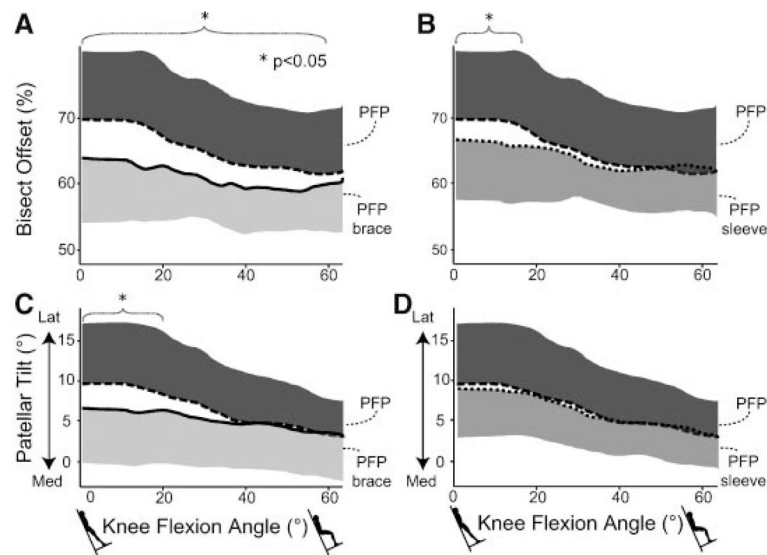 A
*
* p<0.05
Bisect Offset (%)
70
60
50
0
20
40
60
PFP
PFP
brace
B
*
70
60
50
0
20
40
60
PFP
PFP
sleeve
C
*
Lat
Med
Patellar Tilt (°)
15
10
5
0
0
20
40
60
PFP
PFP
brace
Knee Flexion Angle (°)
D
Lat
Med
15
10
5
0
0
20
40
60
PFP
PFP
sleeve
Knee Flexion Angle (°)